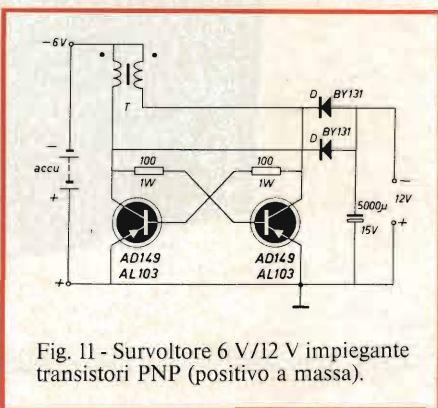 −6V
D BY131
T
D BY131
−
accu
+
100
1W
100
1W
−
12V
+
5000µ
15V
AD149
AL103
AD149
AL103
+
Fig. 11 - Survoltore 6 V/12 V impiegante
transistori PNP (positivo a massa).